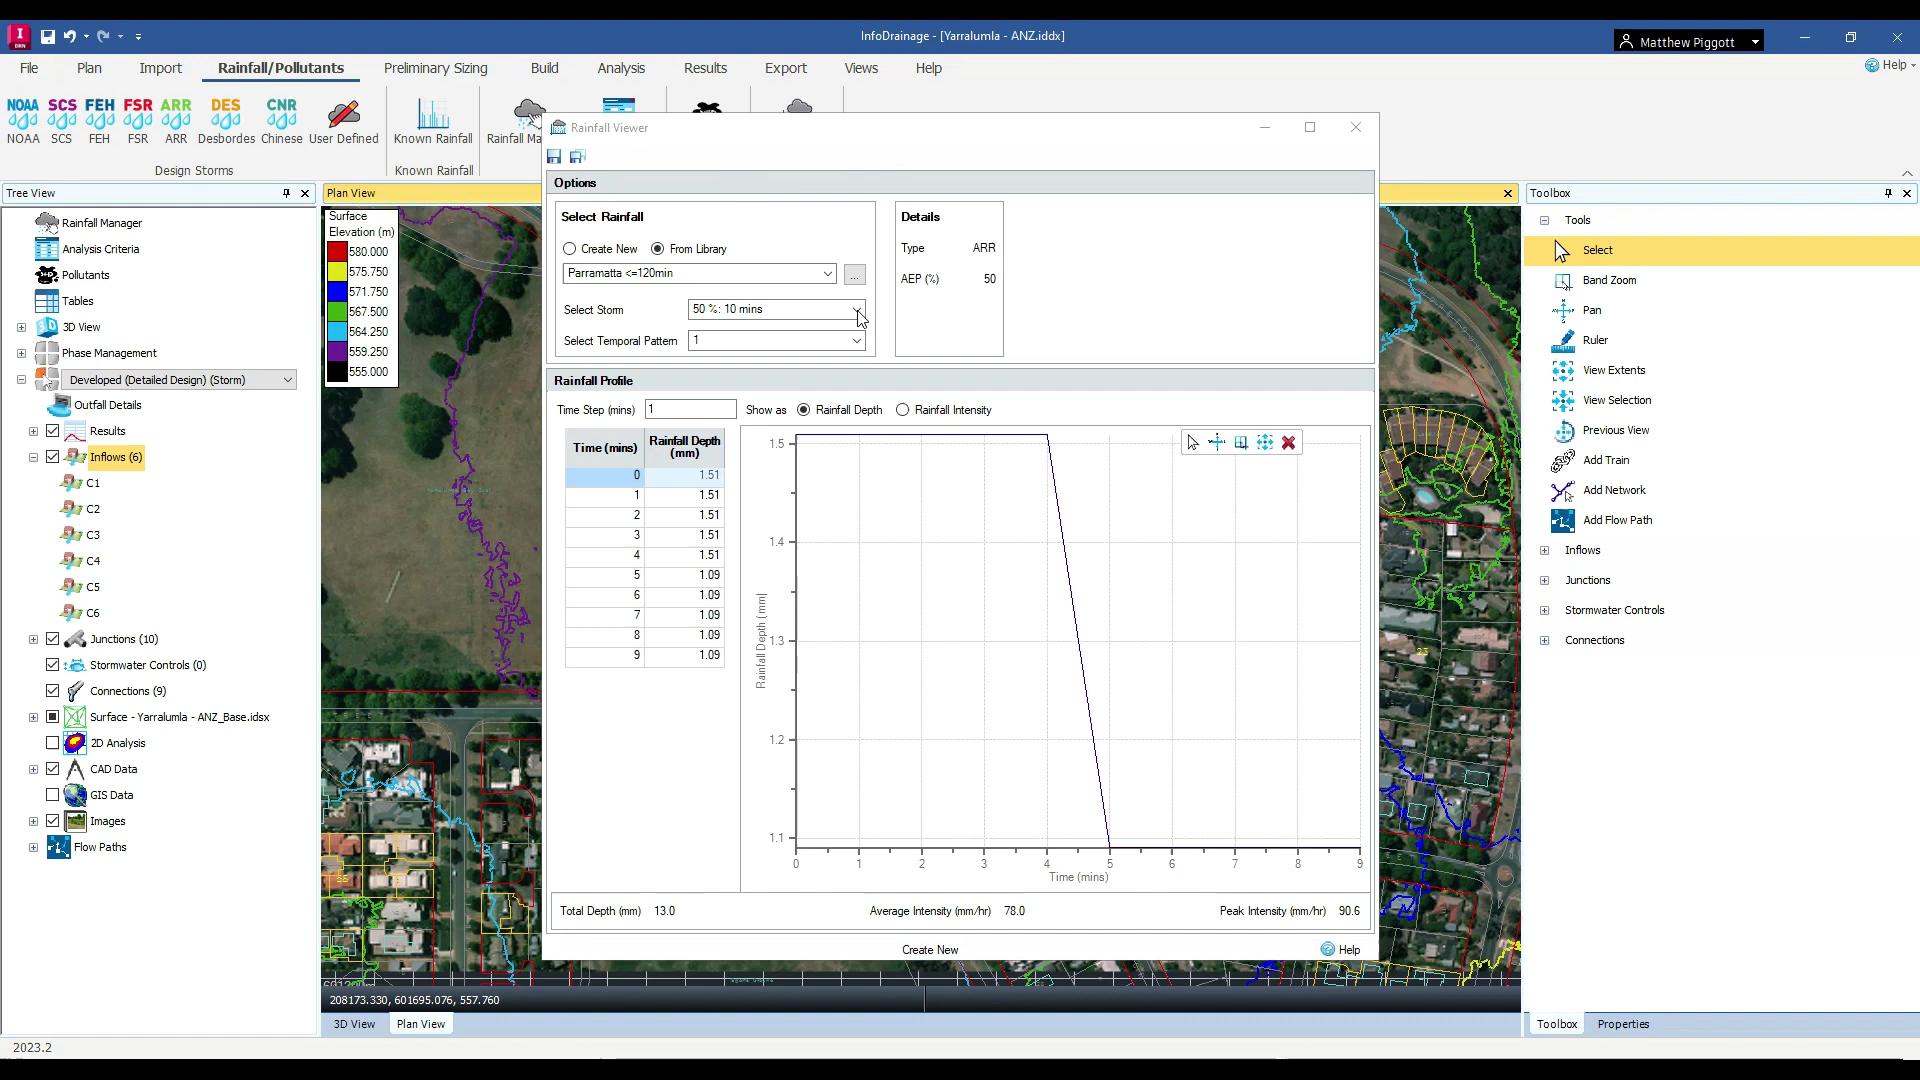 InfoDrainage - [Yarralumla - ANZ.iddx]
Matthew Piggott
File Plan Import Rainfall/Pollutants Preliminary Sizing Build Analysis Results Export Views Help
Help
NOAA SCS FEH FSR ARR DES CNR
NOAA SCS FEH FSR ARR Desbordes Chinese User Defined Known Rainfall
Design Storms Known Rainfall
Rainfall Viewer
Tree View
Plan View
Toolbox
Rainfall Manager
Analysis Criteria
Pollutants
Tables
3D View
Phase Management
Developed (Detailed Design) (Storm)
Outfall Details
Results
Inflows (6)
C1
C2
C3
C4
C5
C6
Junctions (10)
Stormwater Controls (0)
Connections (9)
Surface - Yarralumla - ANZ_Base.idsx
2D Analysis
CAD Data
GIS Data
Images
Flow Paths
Surface
Elevation (m)
580.000
575.750
571.750
567.500
564.250
559.250
555.000
Options
Select Rainfall
Create New From Library
Parramatta <=120min
...
Select Storm 50 %: 10 mins
Select Temporal Pattern 1
Details
Type ARR
AEP (%) 50
Rainfall Profile
Time Step (mins) 1 Show as Rainfall Depth Rainfall Intensity
Time (mins) Rainfall Depth (mm)
0 1.51
1 1.51
2 1.51
3 1.51
4 1.51
5 1.09
6 1.09
7 1.09
8 1.09
9 1.09
Rainfall Depth [mm]
1.5
1.4
1.3
1.2
1.1
0 1 2 3 4 5 6 7 8 9
Time (mins)
Total Depth (mm) 13.0 Average Intensity (mm/hr) 78.0 Peak Intensity (mm/hr) 90.6
Create New Help
Tools
Select
Band Zoom
Pan
Ruler
View Extents
View Selection
Previous View
Add Train
Add Network
Add Flow Path
Inflows
Junctions
Stormwater Controls
Connections
23
208173.330, 601695.076, 557.760
3D View Plan View
Toolbox Properties
2023.2